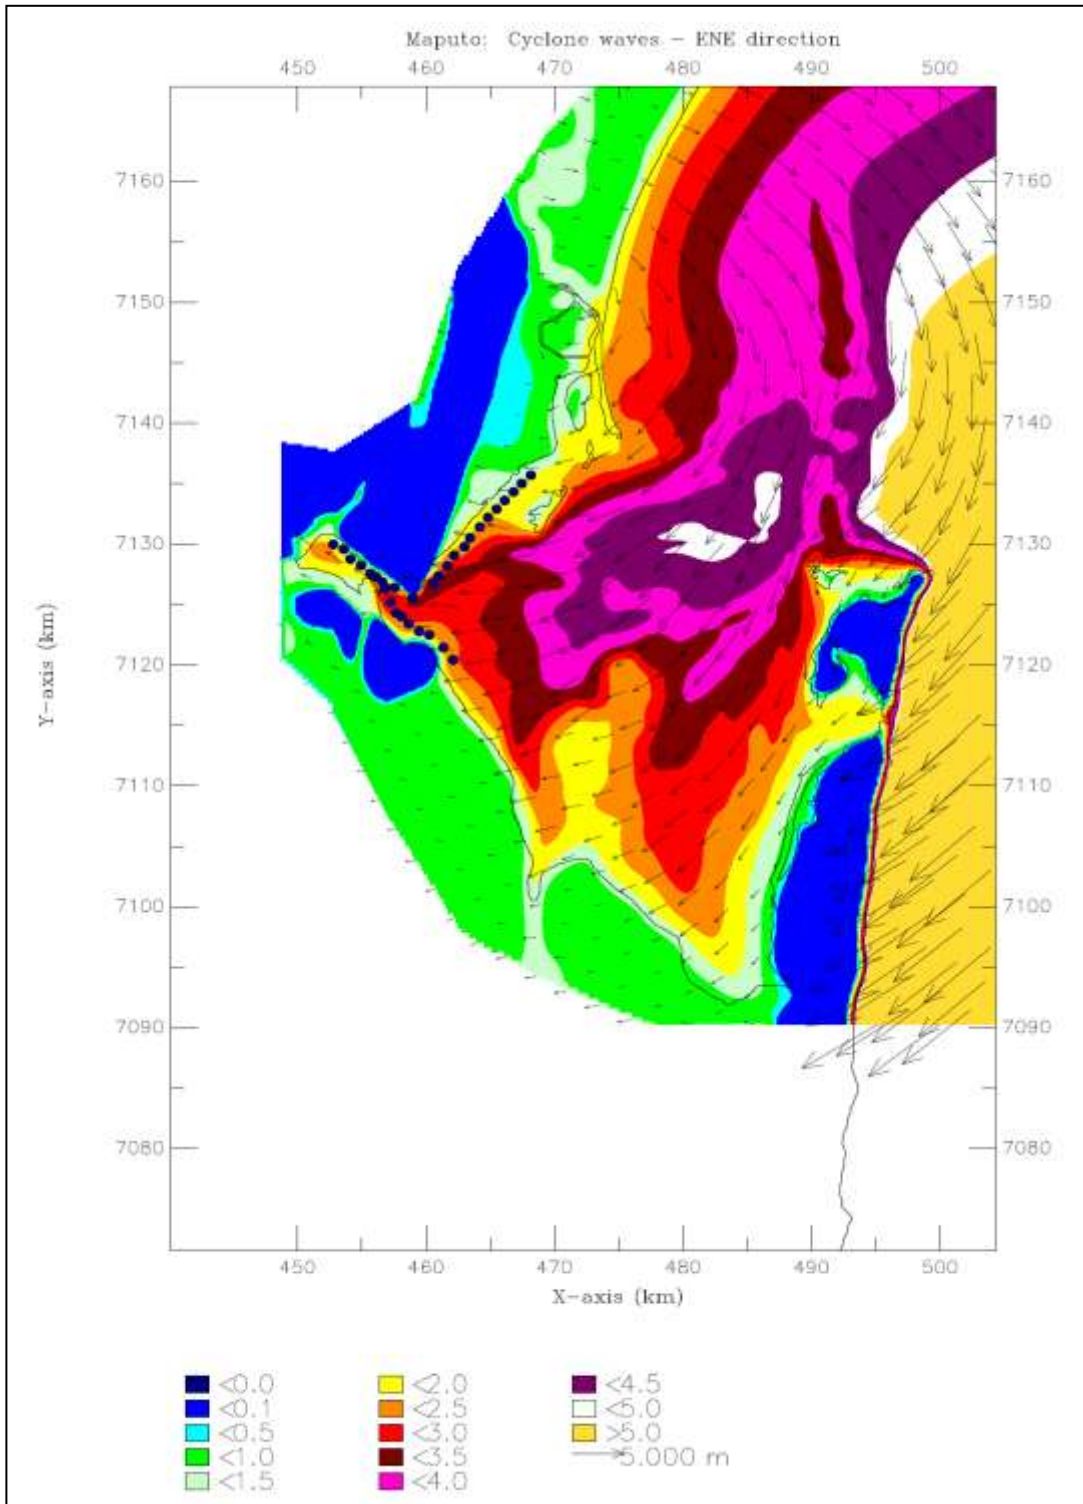 Maputo: Cyclone waves - ENE direction
450 460 470 480 490 500
7160 7160
7150 7150
7140 7140
7130 7130
7120 7120
7110 7110
7100 7100
7090 7090
7080 7080
Y-axis (km)
450 460 470 480 490 500
X-axis (km)
<0.0 <2.0 <4.5
<0.1 <2.5 <5.0
<0.5 <3.0 >5.0
<1.0 <3.5 5.000 m
<1.5 <4.0